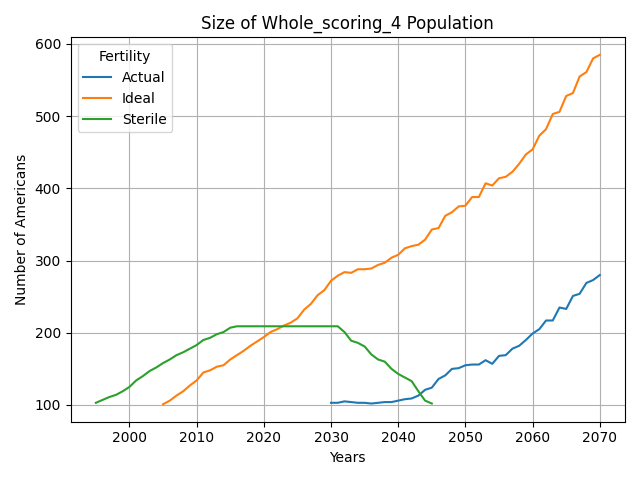 Size of Whole_scoring_4 Population
Number of Americans
600
500
400
300
200
100
Fertility
Actual
Ideal
Sterile
2000 2010 2020 2030 2040 2050 2060 2070
Years